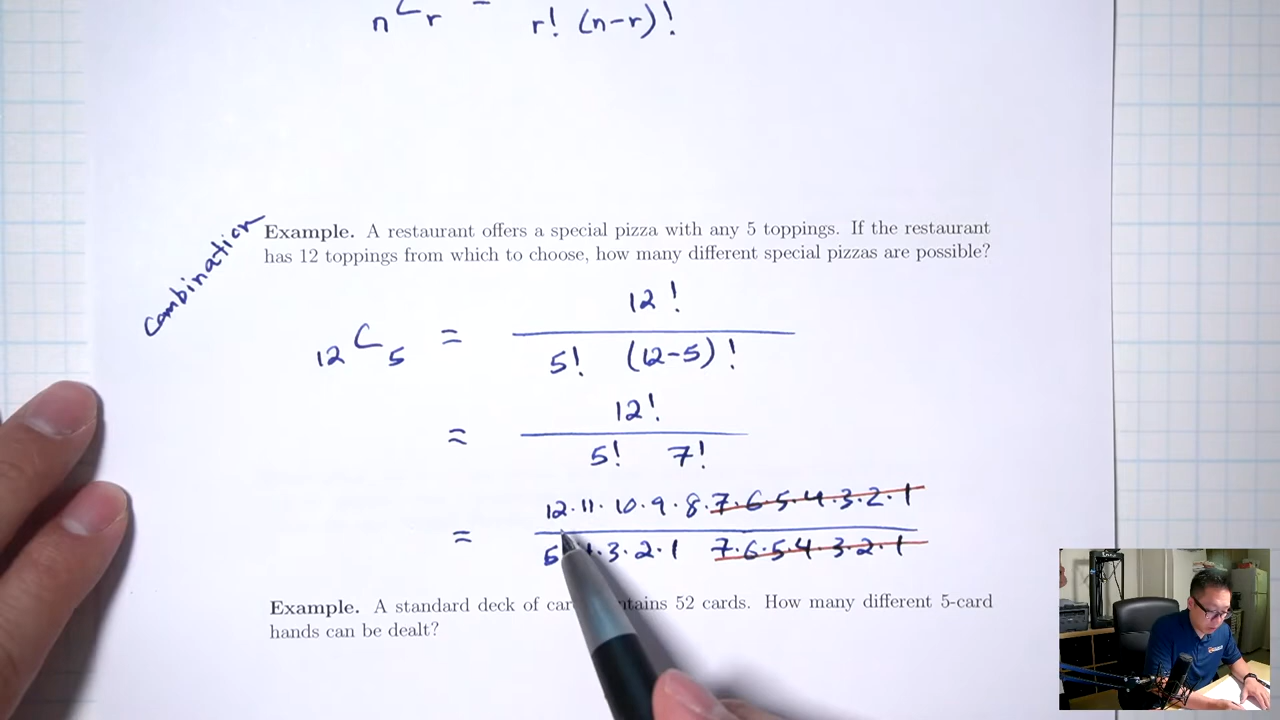 nCr = r! (n-r)!
Combination
Example. A restaurant offers a special pizza with any 5 toppings. If the restaurant
has 12 toppings from which to choose, how many different special pizzas are possible?
12!
12C5 =
5! (12-5)!
12!
=
5! 7!
12·11·10·9·8·7·6·5·4·3·2·1
=
5 ·3·2·1 7·6·5·4·3·2·1
Example. A standard deck of 52 cards. How many different 5-card
hands can be dealt?